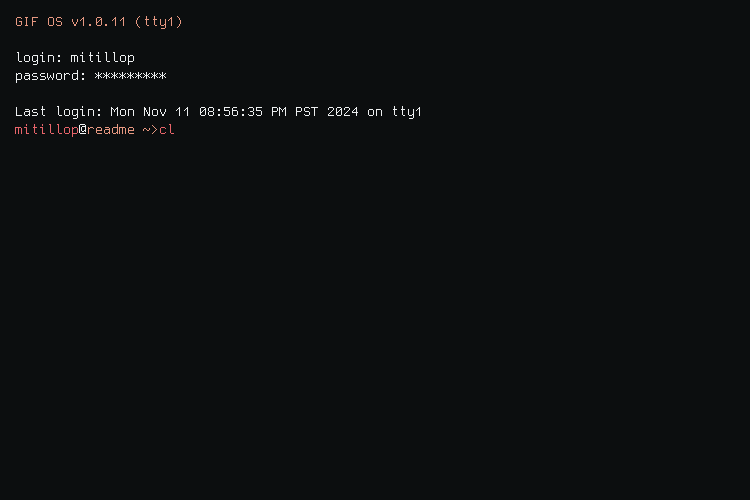 GIF OS v1.0.11 (tty1)
login: mitillop
password: *********
Last login: Mon Nov 11 08:56:35 PM PST 2024 on tty1
mitillop@readme ~>cl